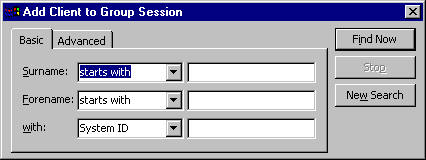 Add Client to Group Session
Basic Advanced
Surname: starts with
Forename: starts with
with: System ID
Find Now
Stop
New Search